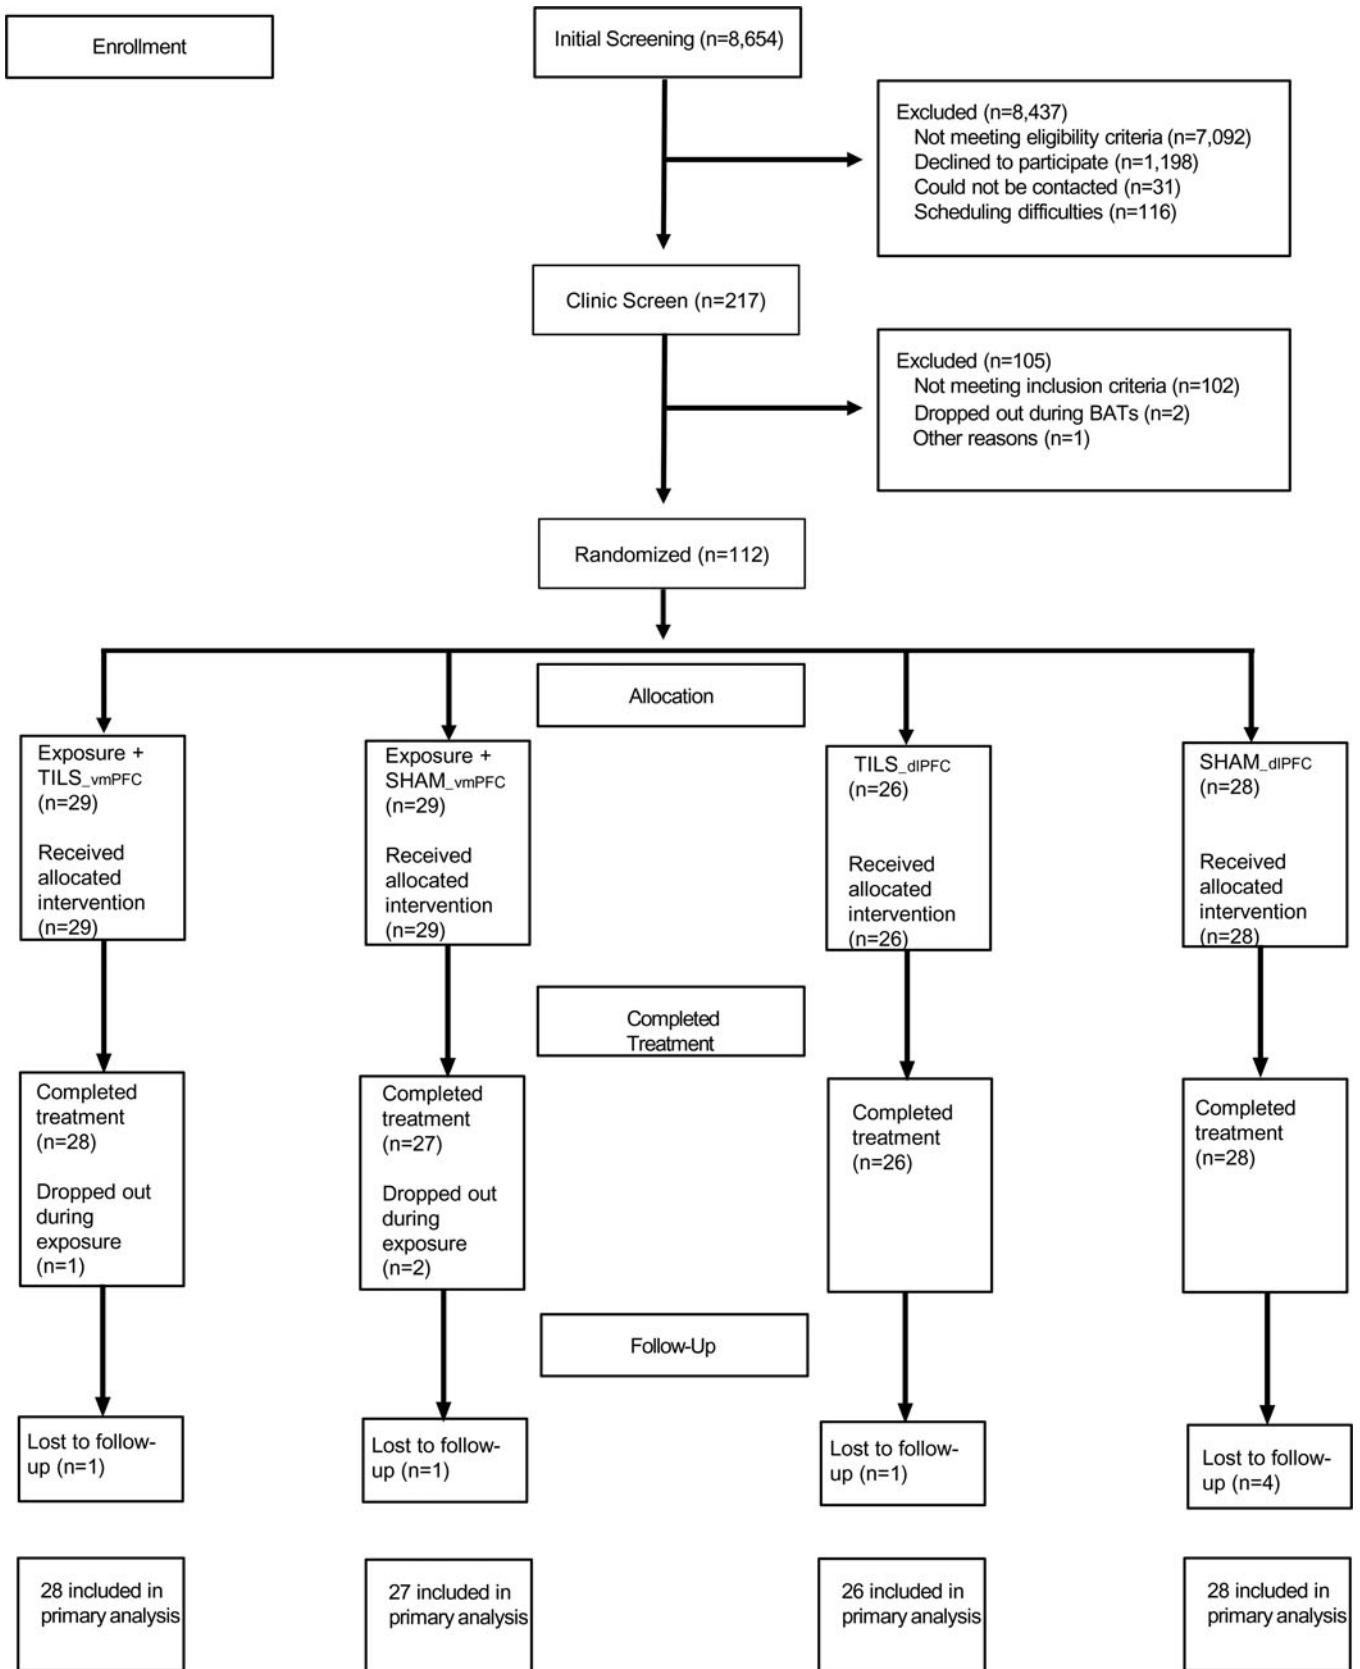 Enrollment
Initial Screening (n=8,654)
Excluded (n=8,437)
Not meeting eligibility criteria (n=7,092)
Declined to participate (n=1,198)
Could not be contacted (n=31)
Scheduling difficulties (n=116)
Clinic Screen (n=217)
Excluded (n=105)
Not meeting inclusion criteria (n=102)
Dropped out during BATs (n=2)
Other reasons (n=1)
Randomized (n=112)
Allocation
Exposure +
TILS_vmPFC
(n=29)
Received
allocated
intervention
(n=29)
Exposure +
SHAM_vmPFC
(n=29)
Received
allocated
intervention
(n=29)
TILS_dlPFC
(n=26)
Received
allocated
intervention
(n=26)
SHAM_dlPFC
(n=28)
Received
allocated
intervention
(n=28)
Completed
Treatment
Completed
treatment
(n=28)
Dropped out
during
exposure
(n=1)
Completed
treatment
(n=27)
Dropped out
during
exposure
(n=2)
Completed
treatment
(n=26)
Completed
treatment
(n=28)
Follow-Up
Lost to follow-
up (n=1)
Lost to follow-
up (n=1)
Lost to follow-
up (n=1)
Lost to follow-
up (n=4)
28 included in
primary analysis
27 included in
primary analysis
26 included in
primary analysis
28 included in
primary analysis